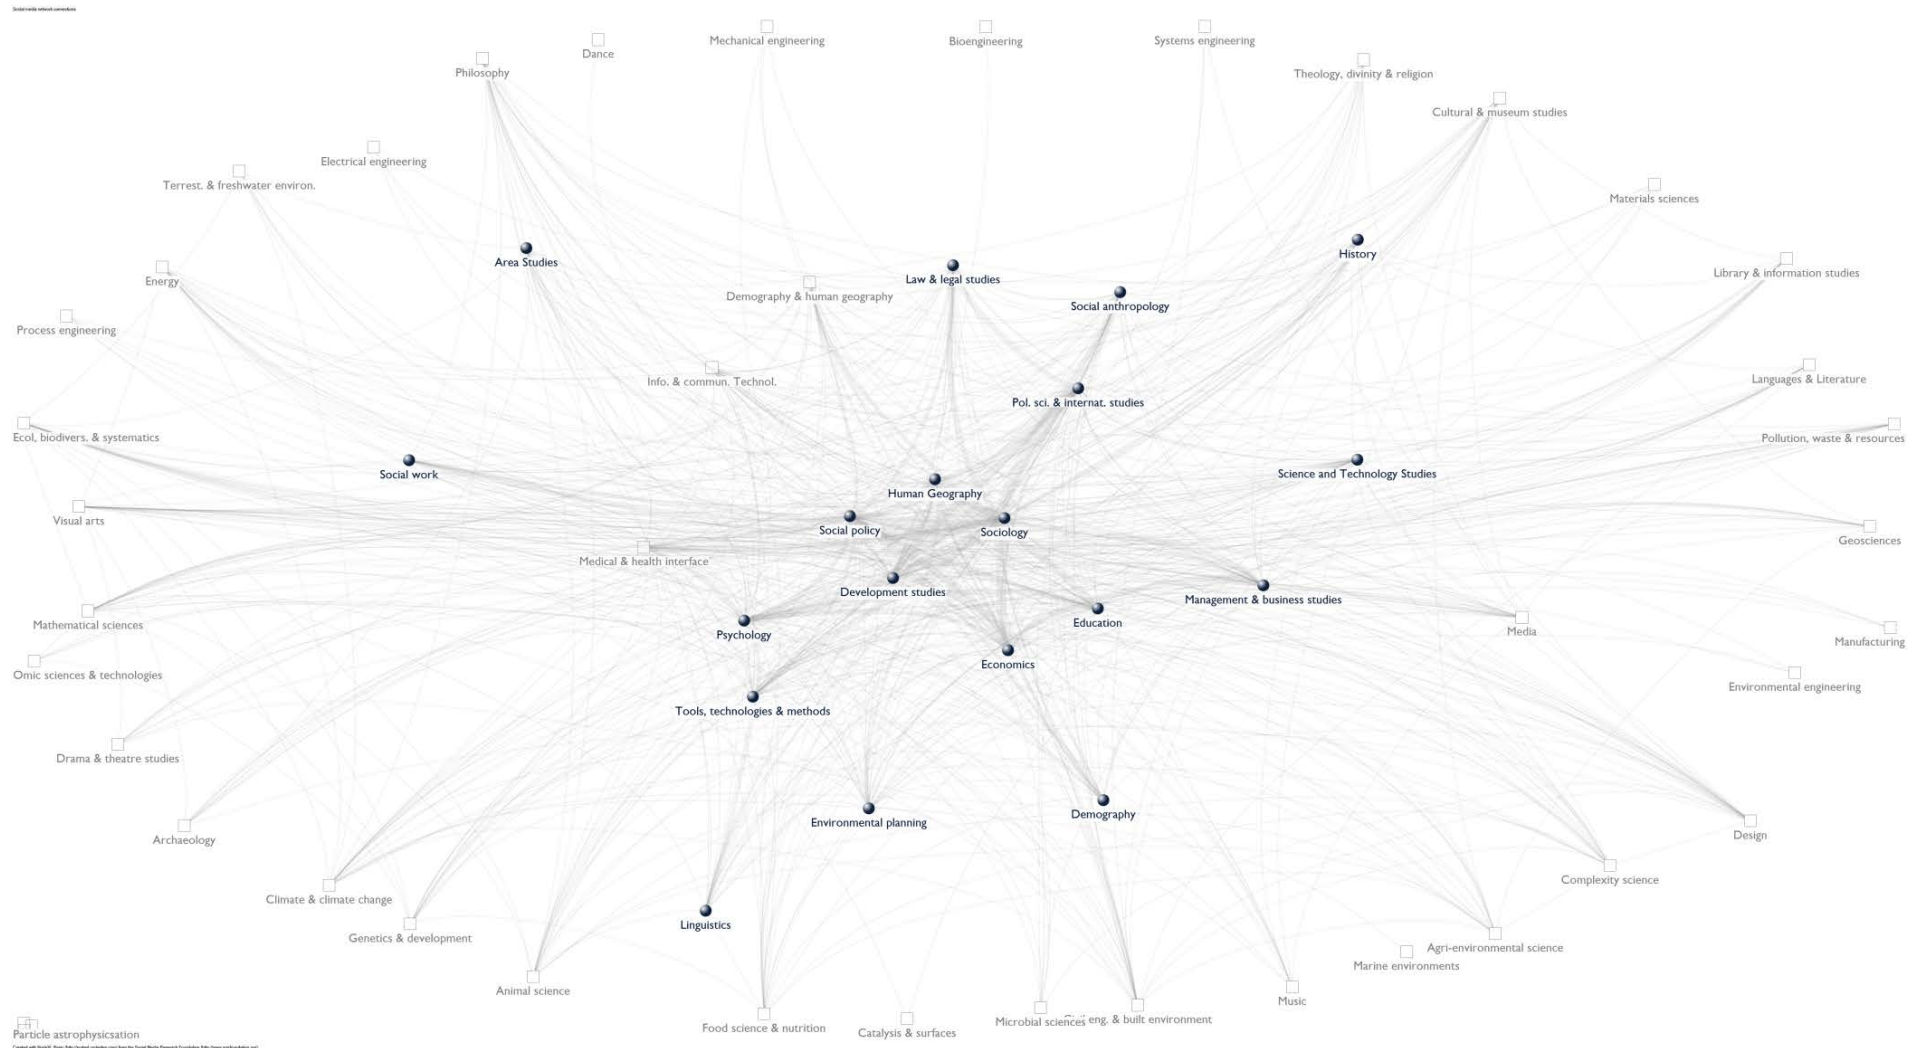 Social media network connections
Mechanical engineering
Bioengineering
Systems engineering
Dance
Philosophy
Theology, divinity & religion
Cultural & museum studies
Electrical engineering
Terrest. & freshwater environ.
Materials sciences
Area Studies
History
Law & legal studies
Library & information studies
Energy
Demography & human geography
Social anthropology
Process engineering
Info. & commun. Technol.
Languages & Literature
Pol. sci. & internat. studies
Ecol, biodivers. & systematics
Pollution, waste & resources
Social work
Science and Technology Studies
Human Geography
Visual arts
Social policy
Sociology
Geosciences
Medical & health interface
Development studies
Management & business studies
Mathematical sciences
Education
Media
Psychology
Manufacturing
Economics
Omic sciences & technologies
Environmental engineering
Tools, technologies & methods
Drama & theatre studies
Demography
Environmental planning
Design
Archaeology
Complexity science
Climate & climate change
Linguistics
Genetics & development
Agri-environmental science
Marine environments
Animal science
Music
Food science & nutrition
Catalysis & surfaces
Microbial sciences
eng. & built environment
Particle astrophysicsation